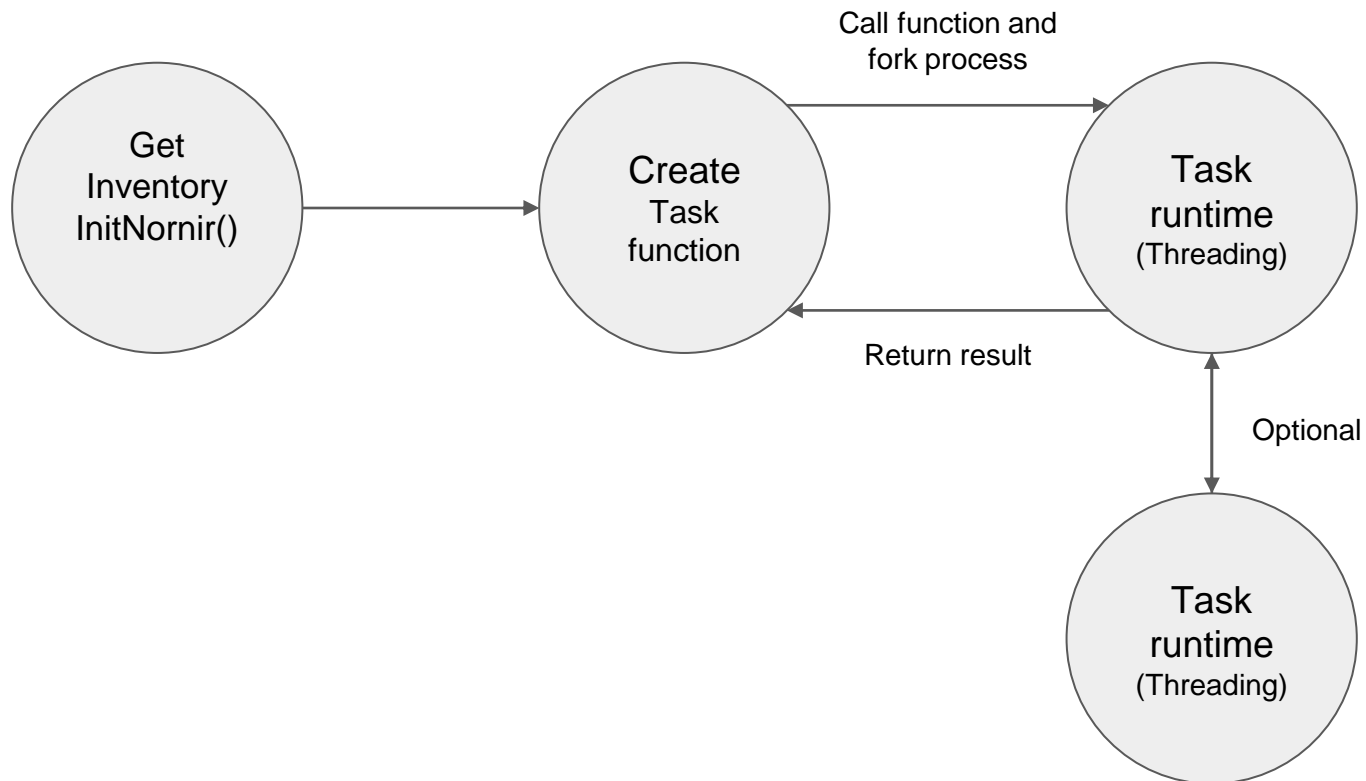 Call function and
fork process
Get
Inventory
InitNornir()
Create
Task
function
Task
runtime
(Threading)
Return result
Optional
Task
runtime
(Threading)